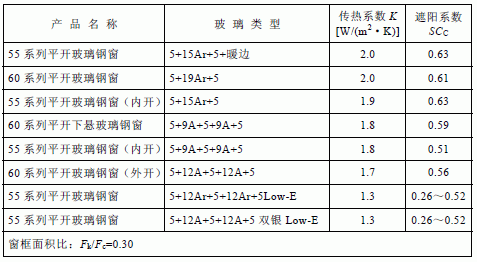 产 品 名 称 玻 璃 类 型 传热系数 K [W/(m²·K)] 遮阳系数 SCC
55 系列平开玻璃钢窗 5+15Ar+5+暖边 2.0 0.63
60 系列平开玻璃钢窗 5+19Ar+5 2.0 0.61
55 系列平开玻璃钢窗（内开） 5+15Ar+5 1.9 0.63
60 系列平开下悬玻璃钢窗 5+9A+5+9A+5 1.8 0.59
55 系列平开玻璃钢窗（内开） 5+9A+5+9A+5 1.8 0.51
60 系列平开玻璃钢窗（外开） 5+12A+5+12A+5 1.7 0.56
55 系列平开玻璃钢窗 5+12Ar+5+12Ar+5Low-E 1.3 0.26～0.52
55 系列平开玻璃钢窗 5+12A+5+12A+5 双银 Low-E 1.3 0.26～0.52
窗框面积比：Fk/Fc=0.30